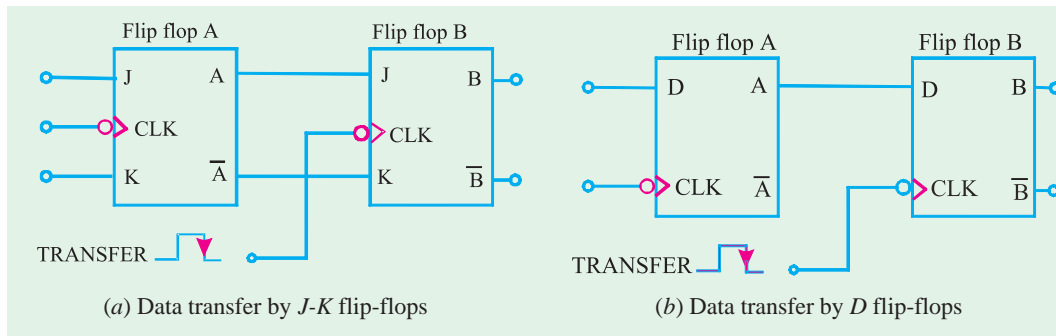 Flip flop A
Flip flop B
J
A
J
B
CLK
CLK
K
A̅
K
B̅
TRANSFER
(a) Data transfer by J-K flip-flops
Flip flop A
Flip flop B
D
A
D
B
CLK
A̅
CLK
B̅
TRANSFER
(b) Data transfer by D flip-flops